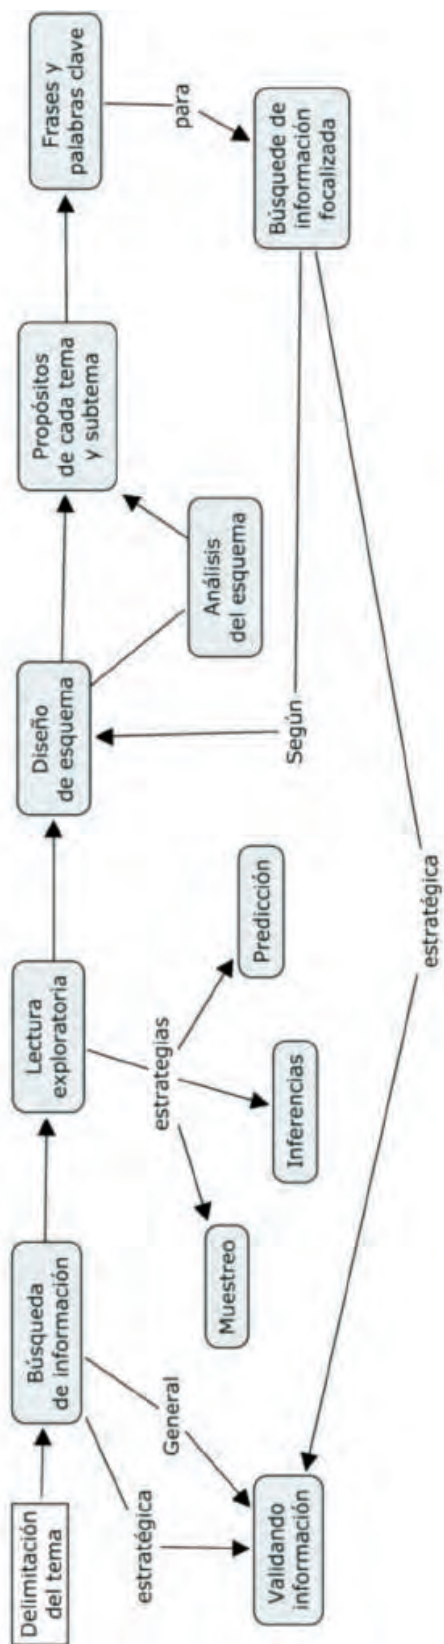 Delimitación
del tema
Búsqueda
de información
estratégica
General
Validando
información
Lectura
exploratoria
estrategias
Muestreo
Inferencias
Predicción
Diseño
de esquema
Análisis
del esquema
Según
Propósitos
de cada tema
y subtema
Frases y
palabras clave
para
Búsquede de
información
focalizada
estratégica